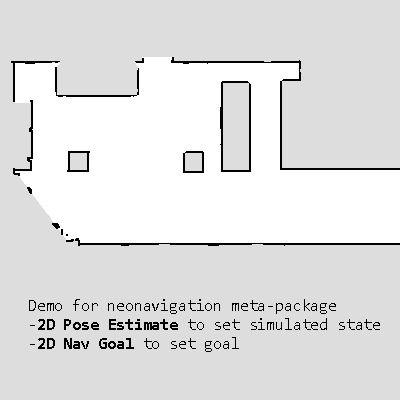 Demo for neonavigation meta-package
-2D Pose Estimate to set simulated state
-2D Nav Goal to set goal